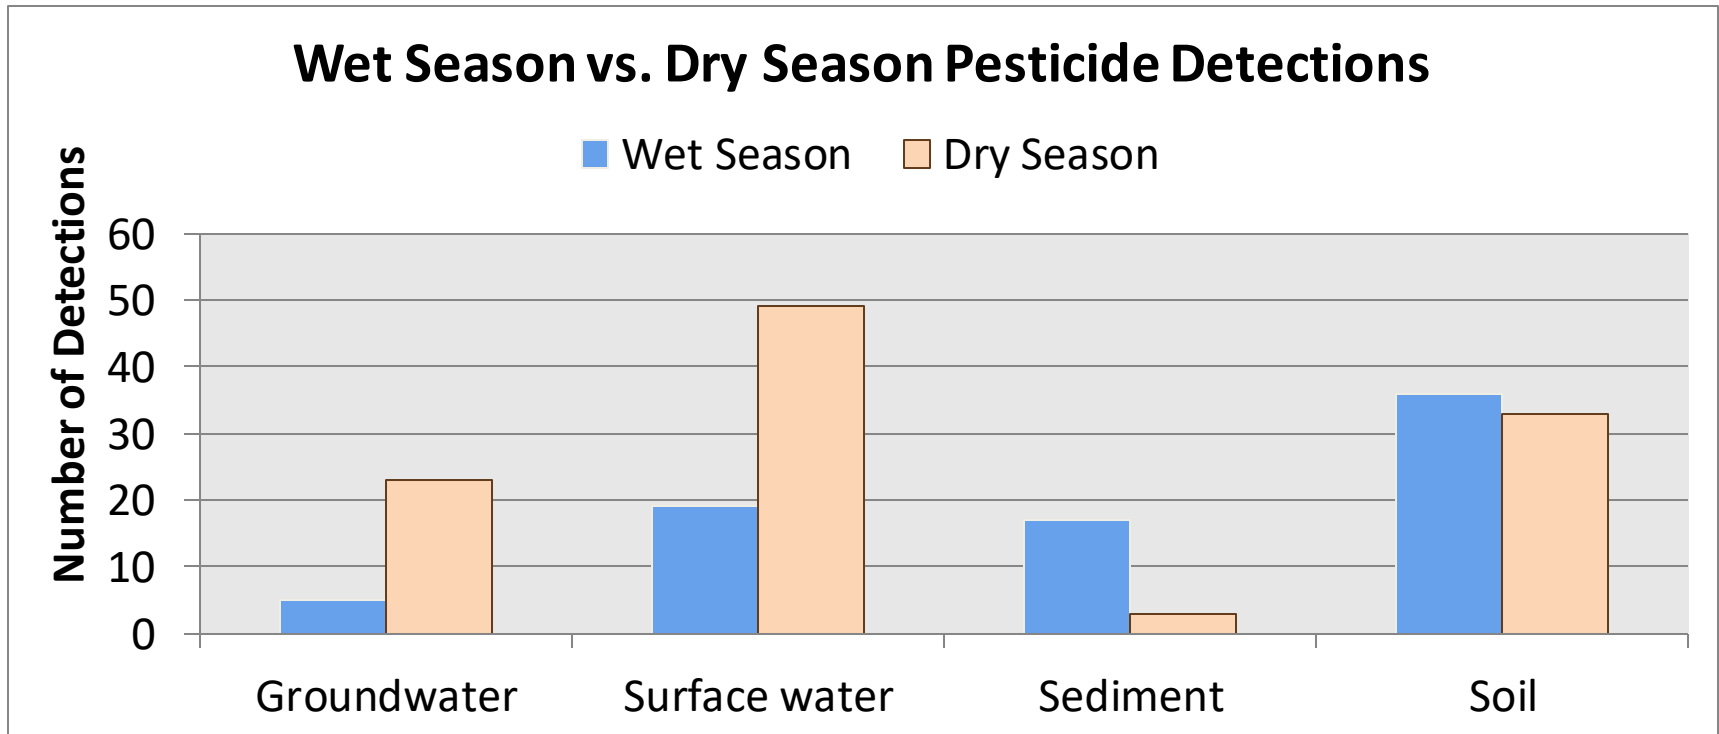 Wet Season vs. Dry Season Pesticide Detections
Wet Season Dry Season
Number of Detections
60
50
40
30
20
10
0
Groundwater Surface water Sediment Soil